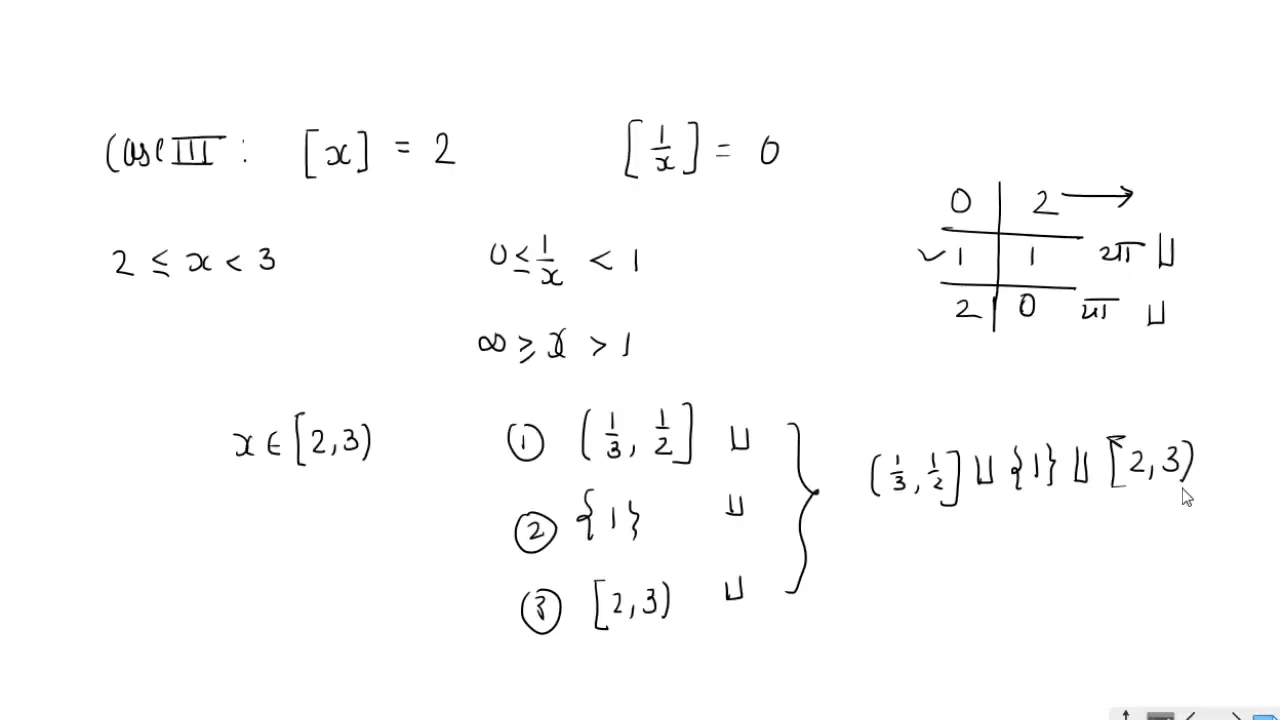 Case III : [x] = 2 [1/x] = 0
0 | 2 →
2 ≤ x < 3 0 ≤ 1/x < 1
✓ 1 | 1 या ⊔
2 | 0 या ⊔
∞ ≥ x > 1
x ∈ [2,3)
① (1/3, 1/2] ⊔
② {1} ⊔
③ [2,3) ⊔
(1/3, 1/2] ⊔ {1} ⊔ [2,3)